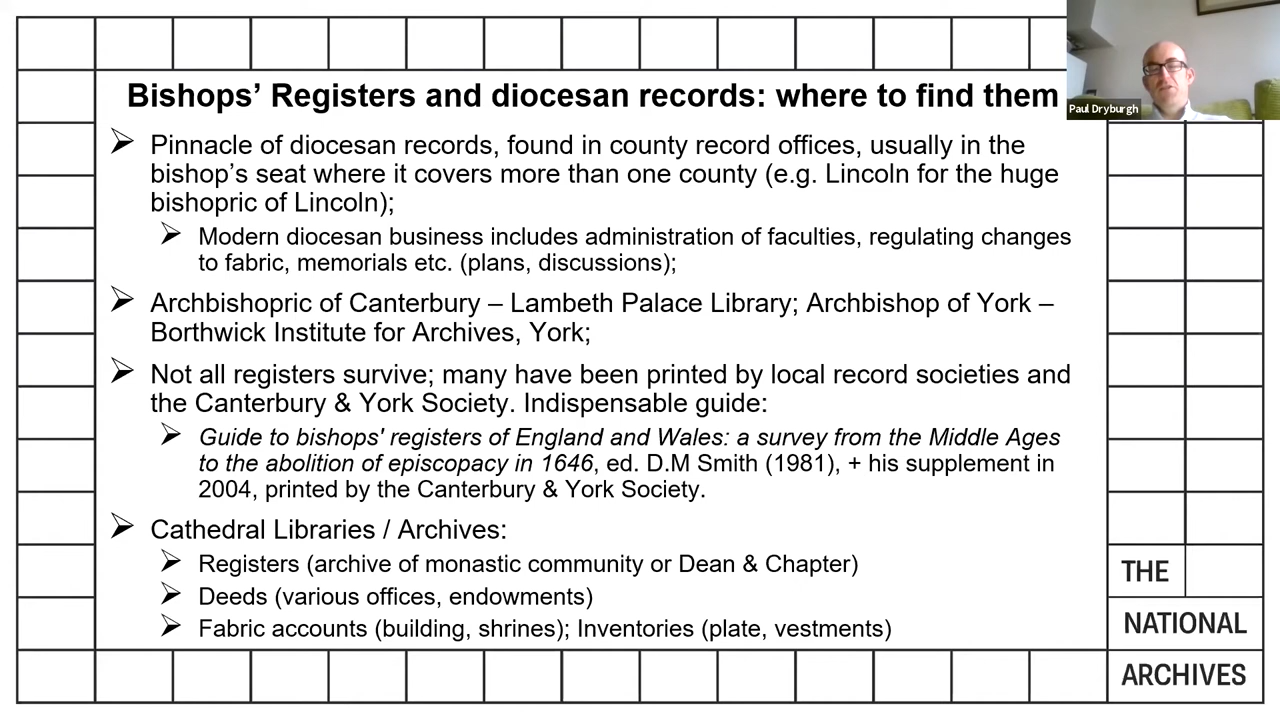 Bishops’ Registers and diocesan records: where to find them
Paul Dryburgh
➢ Pinnacle of diocesan records, found in county record offices, usually in the
bishop’s seat where it covers more than one county (e.g. Lincoln for the huge
bishopric of Lincoln);
➢ Modern diocesan business includes administration of faculties, regulating changes
to fabric, memorials etc. (plans, discussions);
➢ Archbishopric of Canterbury – Lambeth Palace Library; Archbishop of York –
Borthwick Institute for Archives, York;
➢ Not all registers survive; many have been printed by local record societies and
the Canterbury & York Society. Indispensable guide:
➢ Guide to bishops' registers of England and Wales: a survey from the Middle Ages
to the abolition of episcopacy in 1646, ed. D.M Smith (1981), + his supplement in
2004, printed by the Canterbury & York Society.
➢ Cathedral Libraries / Archives:
➢ Registers (archive of monastic community or Dean & Chapter)
➢ Deeds (various offices, endowments)
➢ Fabric accounts (building, shrines); Inventories (plate, vestments)
THE
NATIONAL
ARCHIVES